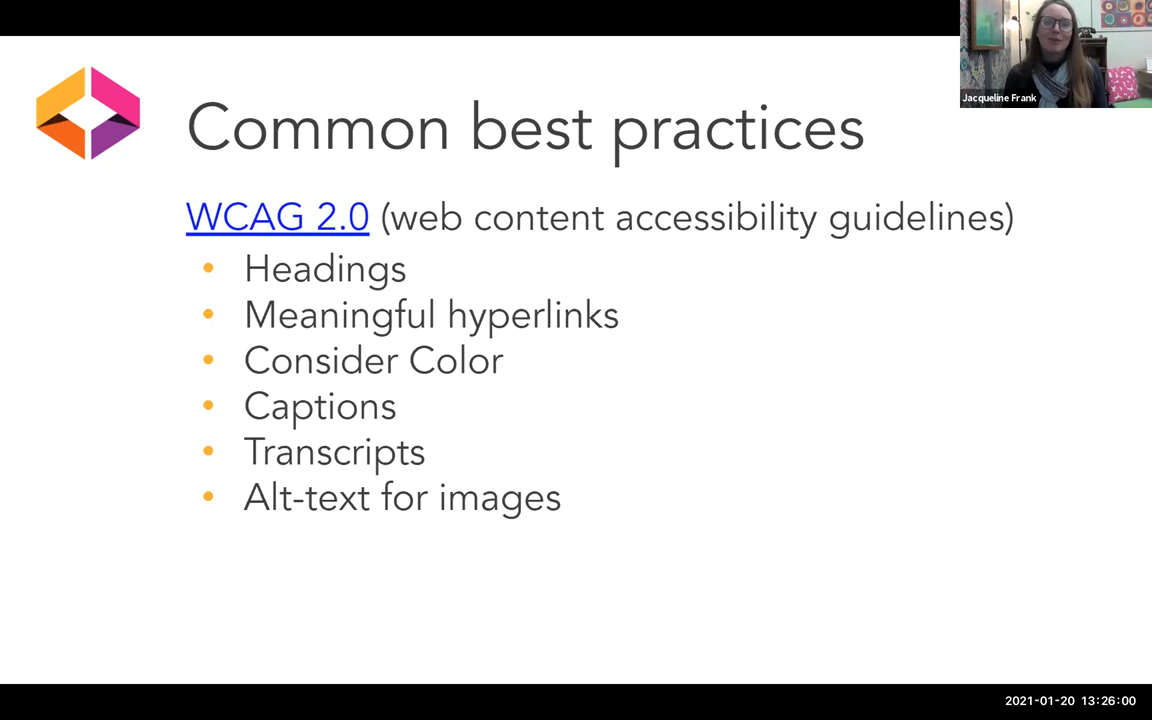 Jacqueline Frank
Common best practices
WCAG 2.0 (web content accessibility guidelines)
• Headings
• Meaningful hyperlinks
• Consider Color
• Captions
• Transcripts
• Alt-text for images
2021-01-20 13:26:00